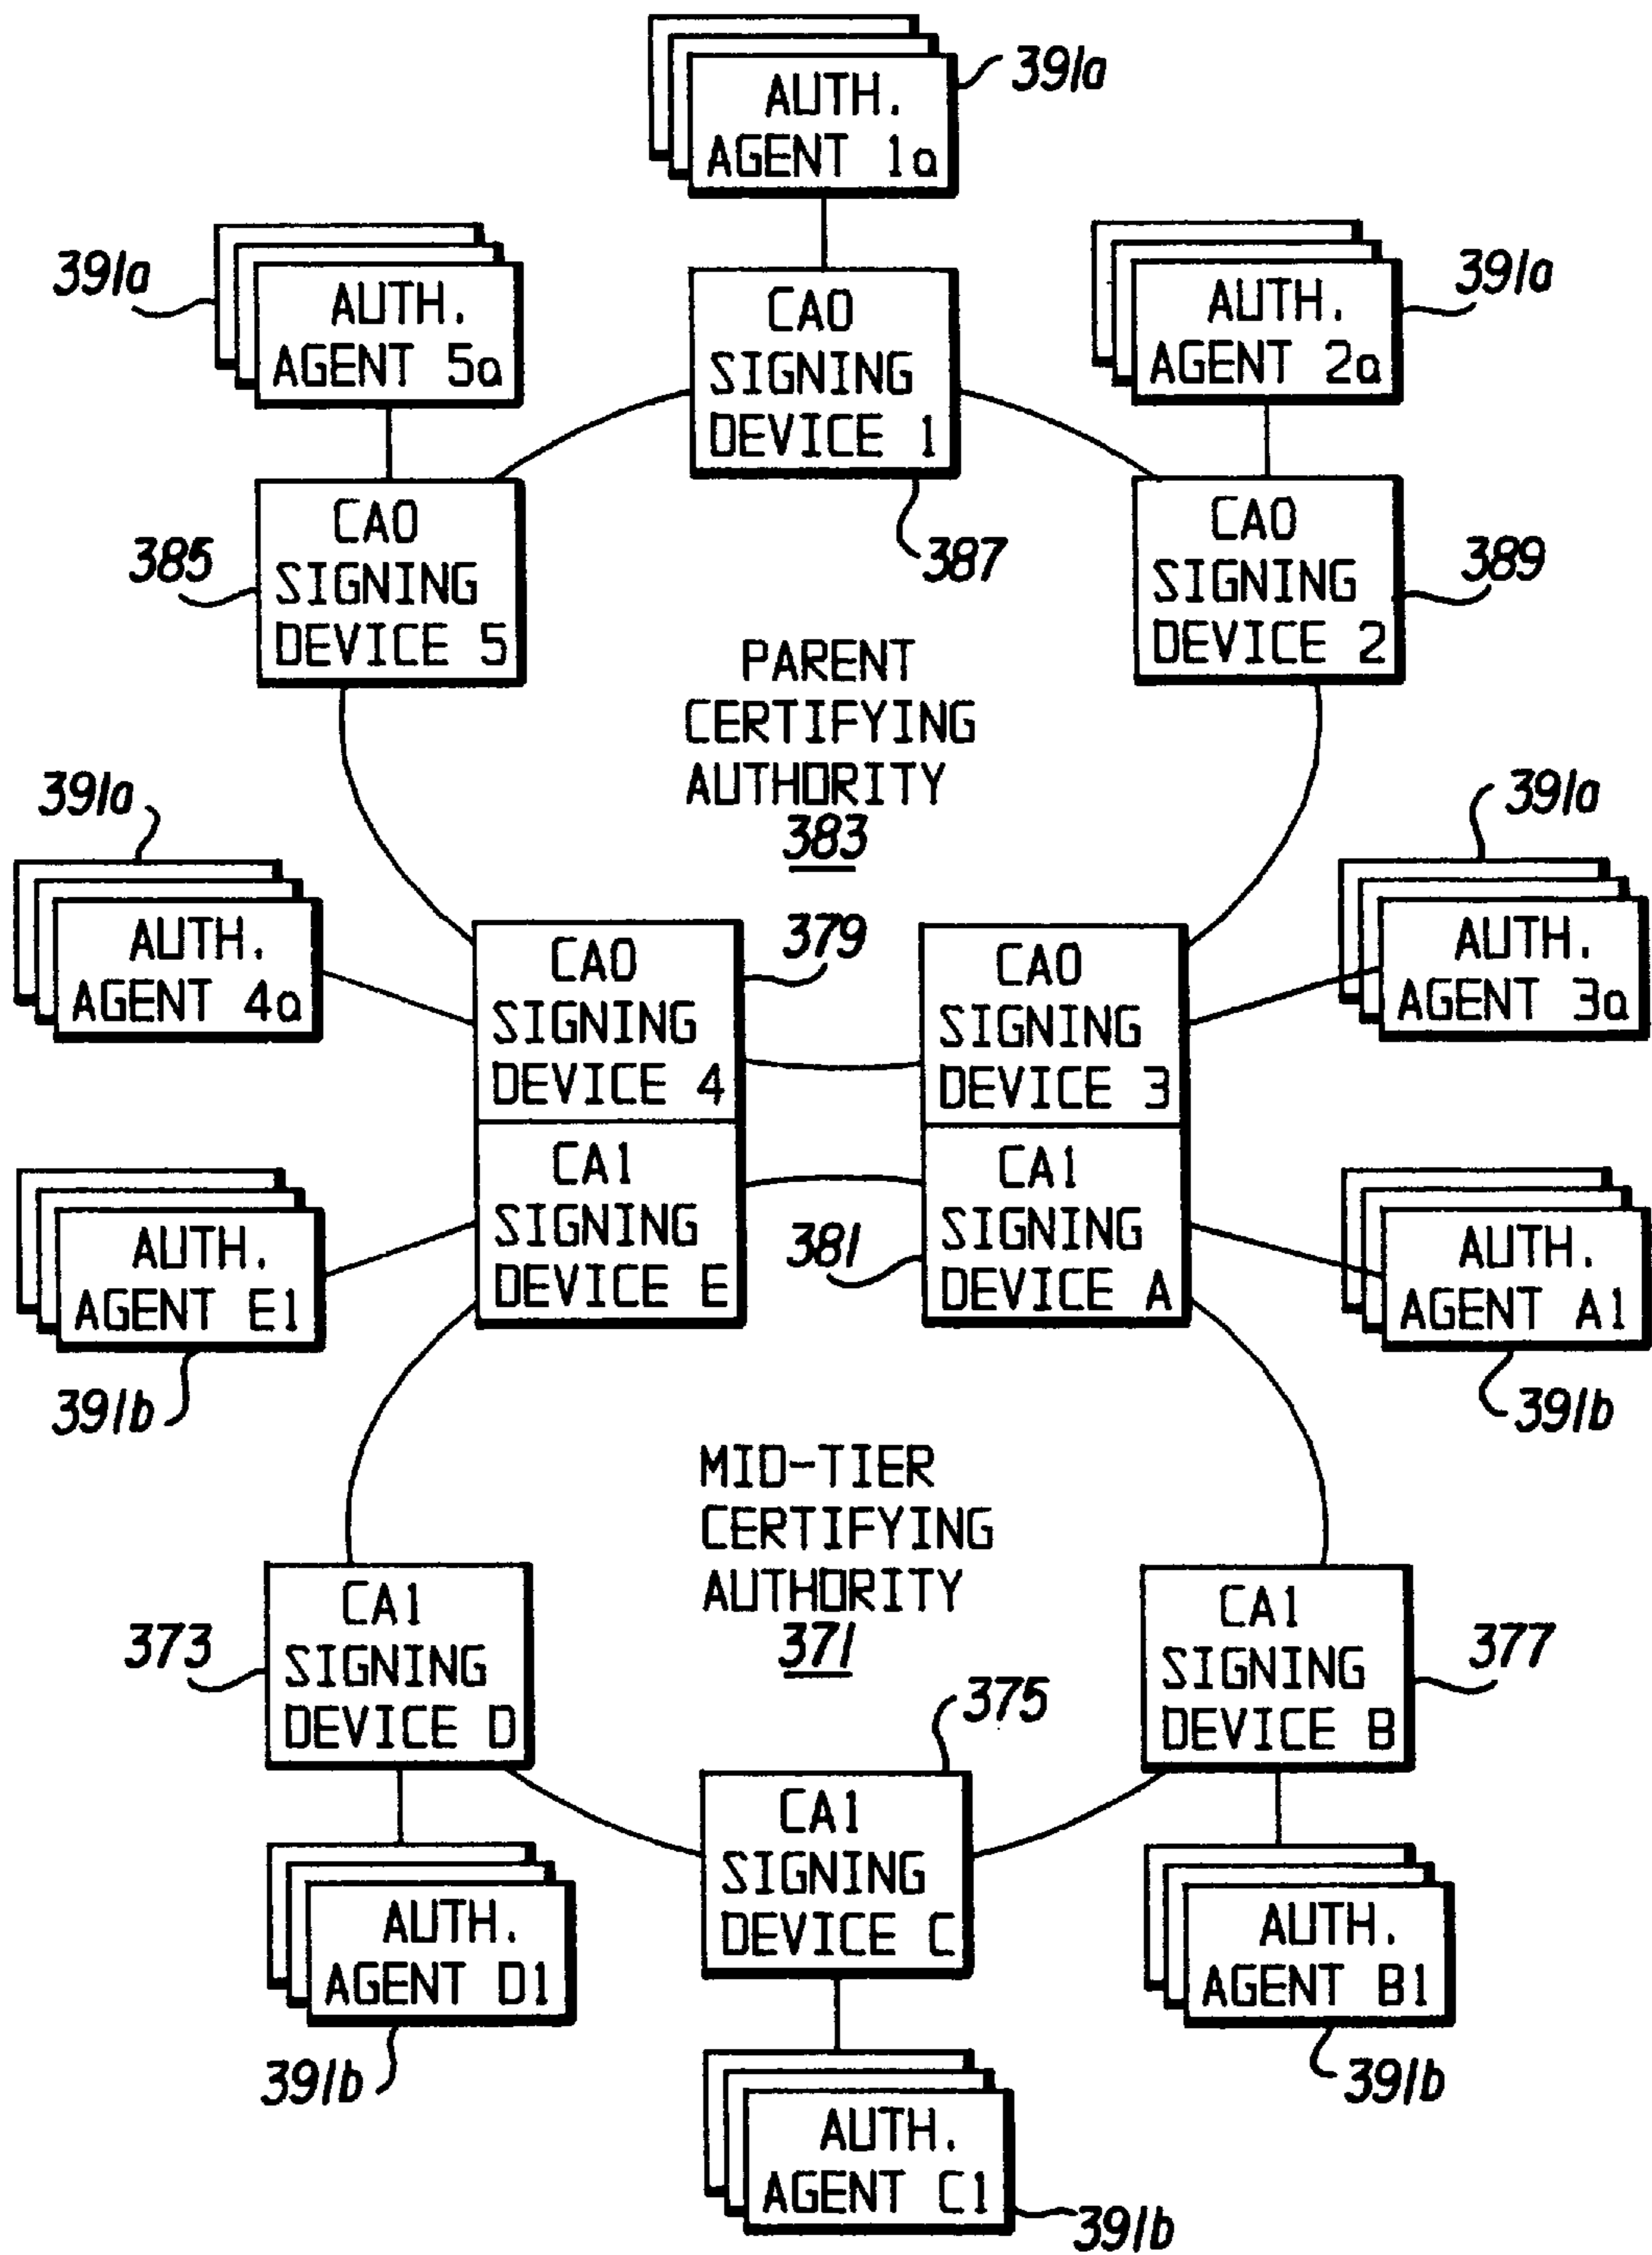 AUTH.
AGENT 1a
391a
391a
AUTH.
AGENT 5a
CA0
SIGNING
DEVICE 1
AUTH.
AGENT 2a
391a
385
CA0
SIGNING
DEVICE 5
387
CA0
SIGNING
DEVICE 2
389
PARENT
CERTIFYING
AUTHORITY
383
391a
AUTH.
AGENT 4a
CA0
SIGNING
DEVICE 4
379
CA0
SIGNING
DEVICE 3
391a
AUTH.
AGENT 3a
AUTH.
AGENT E1
391b
CA1
SIGNING
DEVICE E
381
CA1
SIGNING
DEVICE A
AUTH.
AGENT A1
391b
MID-TIER
CERTIFYING
AUTHORITY
371
373
CA1
SIGNING
DEVICE D
375
CA1
SIGNING
DEVICE C
CA1
SIGNING
DEVICE B
377
AUTH.
AGENT D1
391b
AUTH.
AGENT B1
391b
AUTH.
AGENT C1
391b